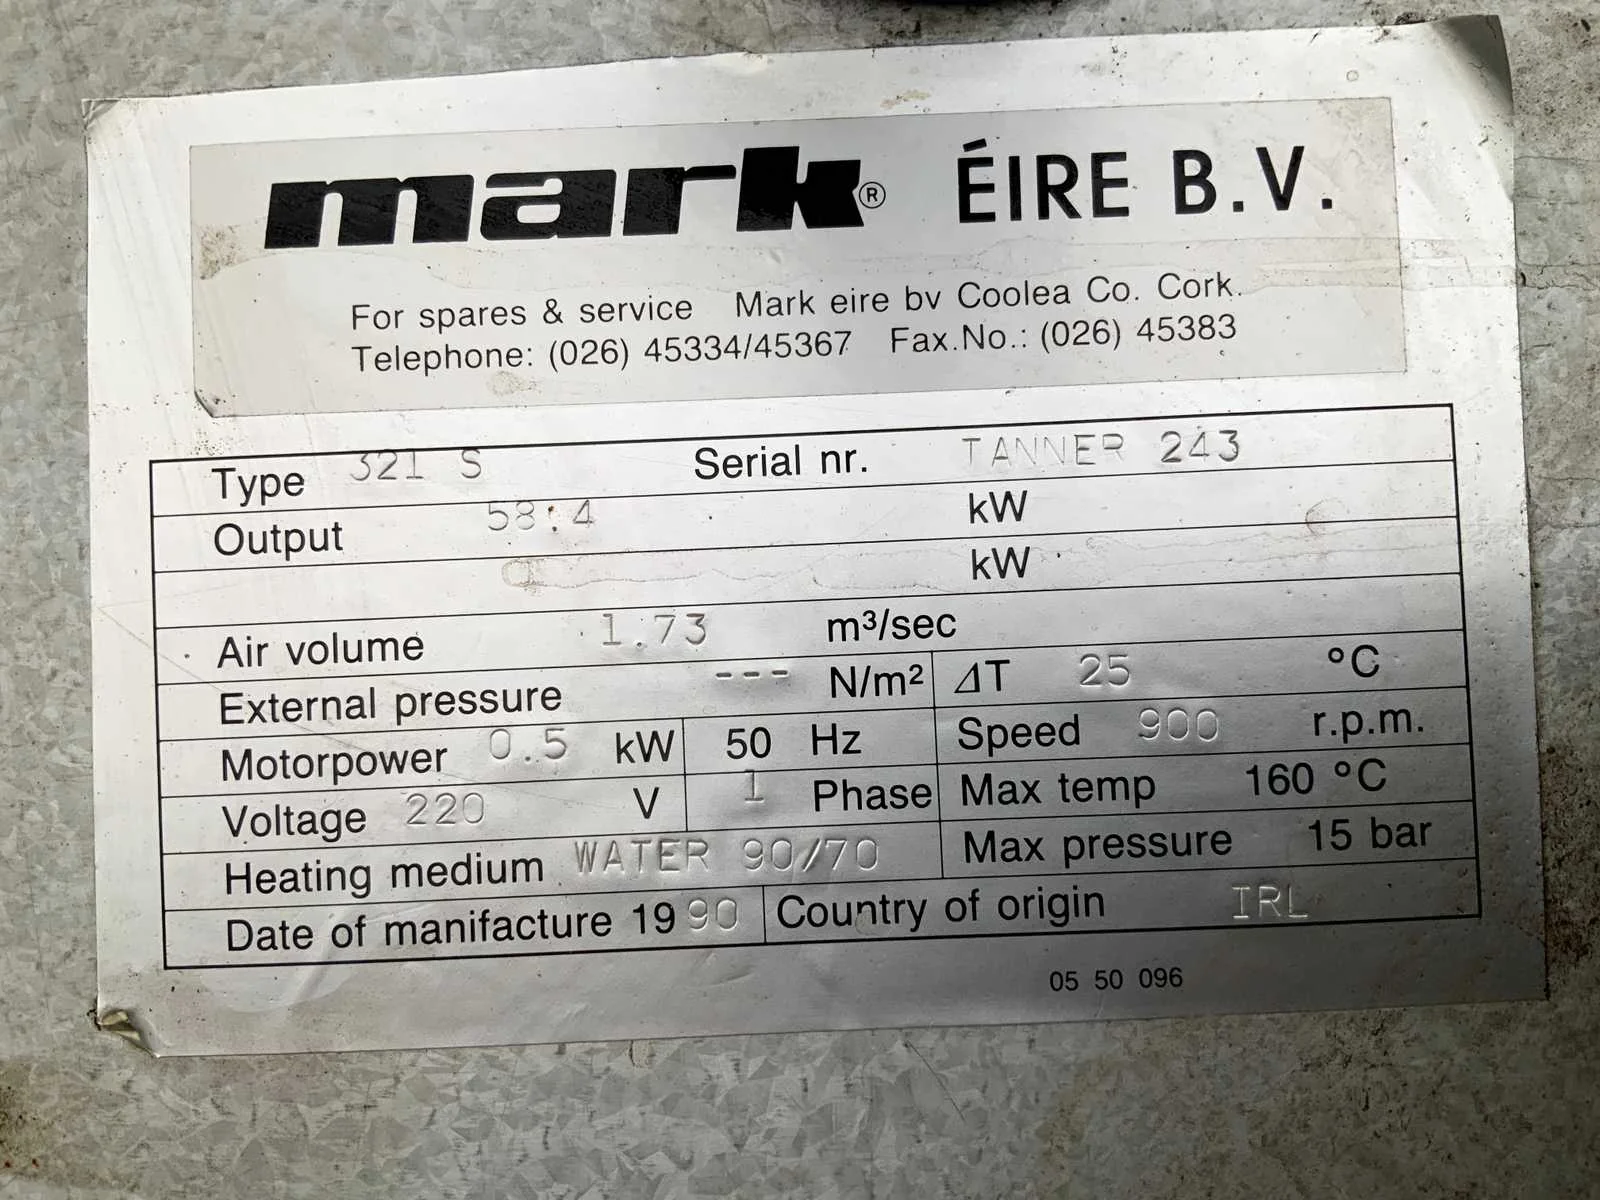 mark® ÉIRE B.V.
For spares & service Mark eire bv Coolea Co. Cork.
Telephone: (026) 45334/45367 Fax.No.: (026) 45383
Type 321 S Serial nr. TANNER 243
Output 58.4 kW
kW
Air volume 1.73 m³/sec
External pressure --- N/m² ΔT 25 °C
Motorpower 0.5 kW 50 Hz Speed 900 r.p.m.
Voltage 220 V 1 Phase Max temp 160 °C
Heating medium WATER 90/70 Max pressure 15 bar
Date of manifacture 1990 Country of origin IRL
05 50 096